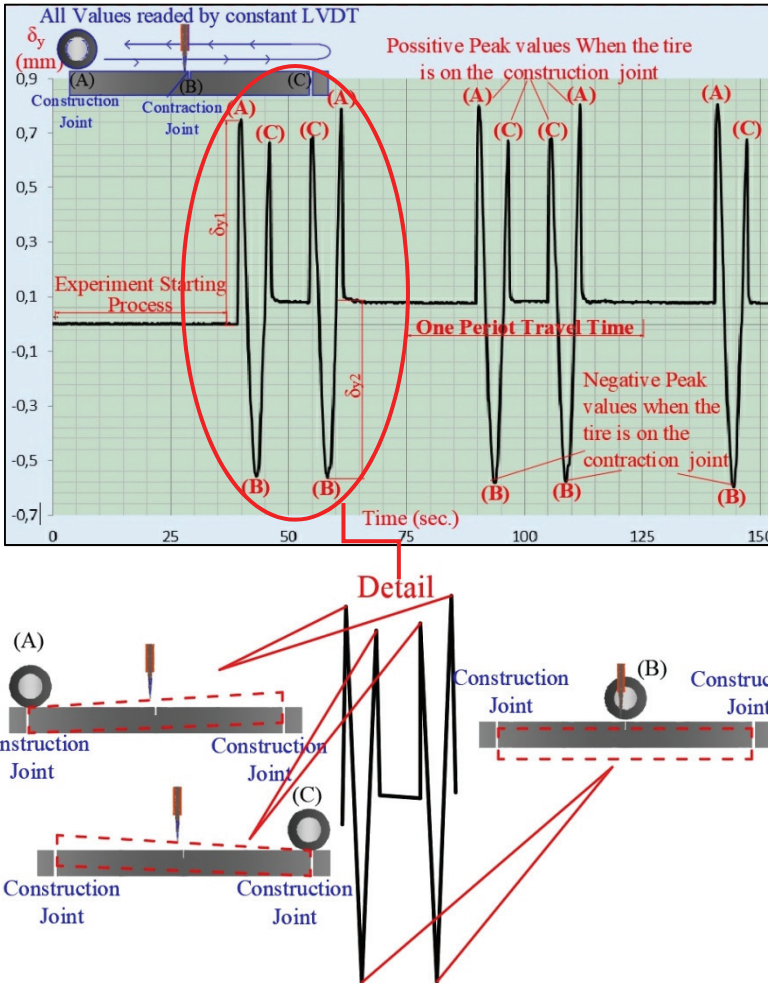 All Values readed by constant LVDT
δy
(mm)
(A)
(B)
(C)
Construction
Joint
Contraction
Joint
Construction
Joint
Possitive Peak values When the tire
is on the construction joint
0,9
0,7
0,5
0,3
0,1
-0,1
-0,3
-0,5
-0,7
(A)
(C)
(C)
(A)
(A)
(C)
(C)
(A)
(A)
(C)
δy1
Experiment Starting
Process
One Periot Travel Time
δy2
Negative Peak
values when the
tire is on the
contraction joint
(B)
(B)
(B)
(B)
(B)
Time (sec.)
0
25
50
75
100
125
150
Detail
(A)
nstruction
Joint
Construction
Joint
(B)
Construction
Joint
Construc
Joint
(C)
Construction
Joint
Construction
Joint